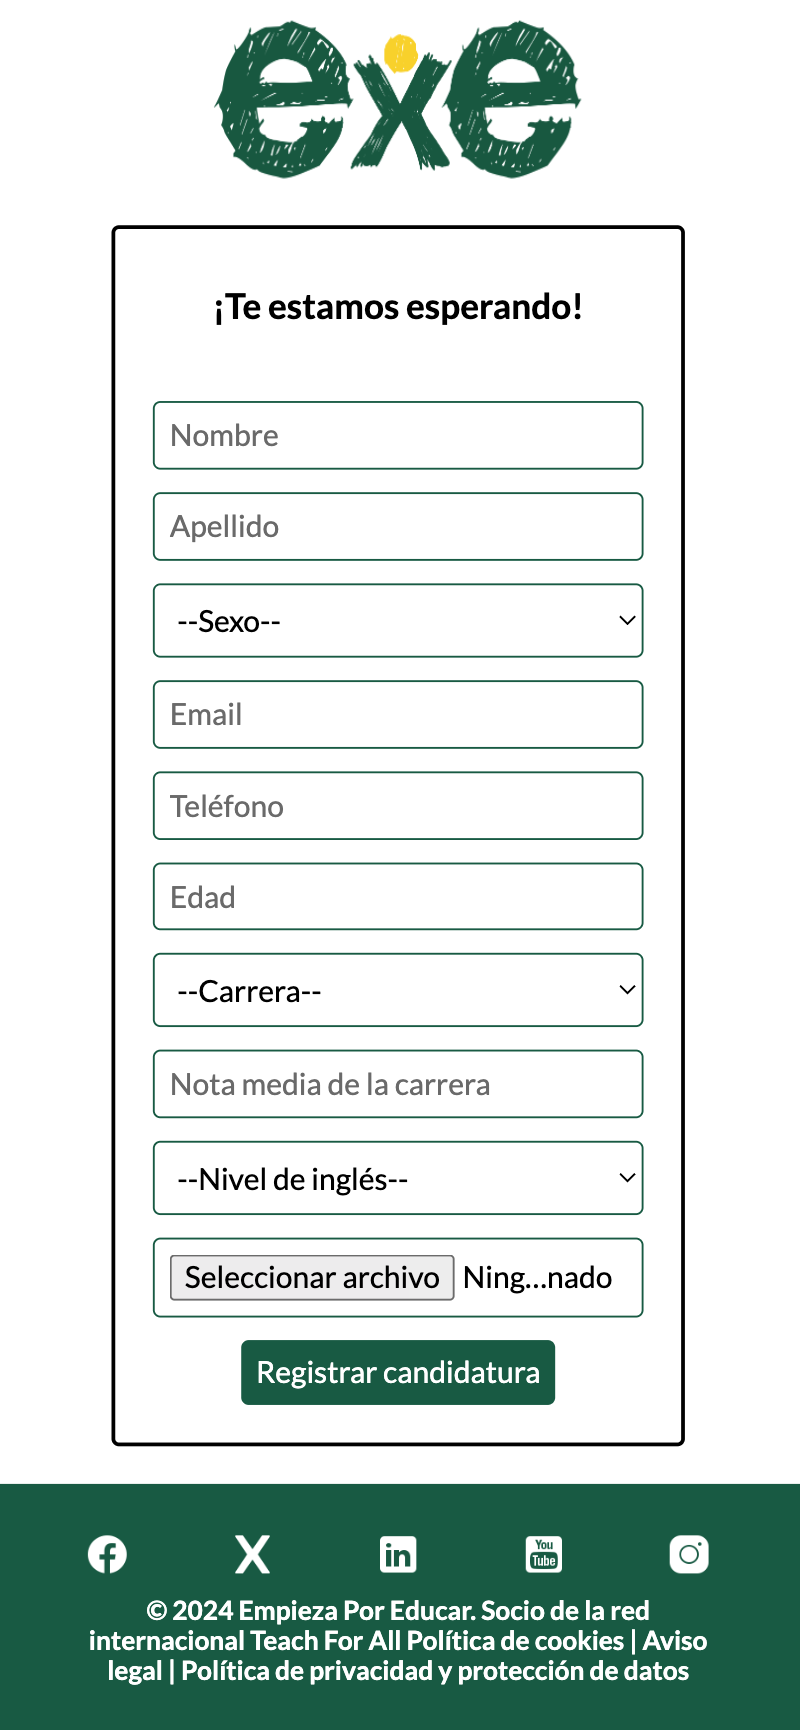 exe
¡Te estamos esperando!
Nombre
Apellido
--Sexo--
Email
Teléfono
Edad
--Carrera--
Nota media de la carrera
--Nivel de inglés--
Seleccionar archivo Ning...nado
Registrar candidatura
X in You Tube
© 2024 Empieza Por Educar. Socio de la red
internacional Teach For All Política de cookies | Aviso
legal | Política de privacidad y protección de datos